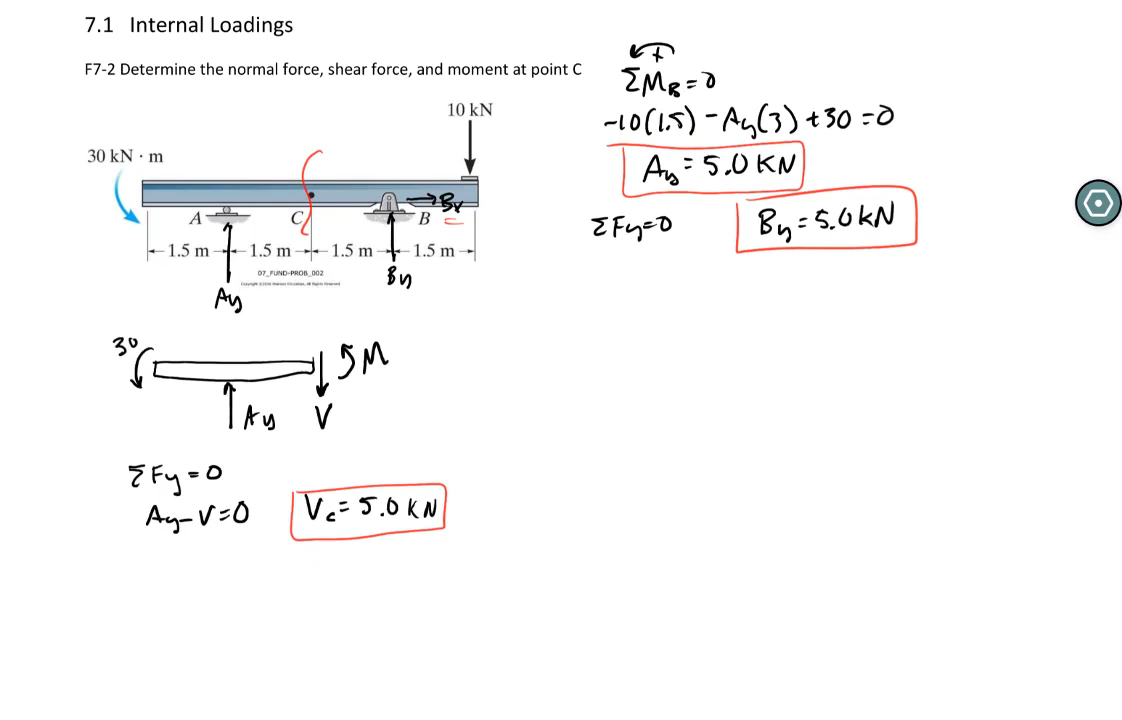 7.1 Internal Loadings
F7-2 Determine the normal force, shear force, and moment at point C
10 kN
30 kN · m
A
C
B
Bx
1.5 m
1.5 m
1.5 m
1.5 m
07_FUND-PROB_002
Ay
By
+
ΣMB=0
-10(1.5) - Ay(3) +30 =0
Ay = 5.0 KN
ΣFy=0
By = 5.0 kN
30
M
Ay
V
ΣFy = 0
Ay-V=0
Vc = 5.0 KN